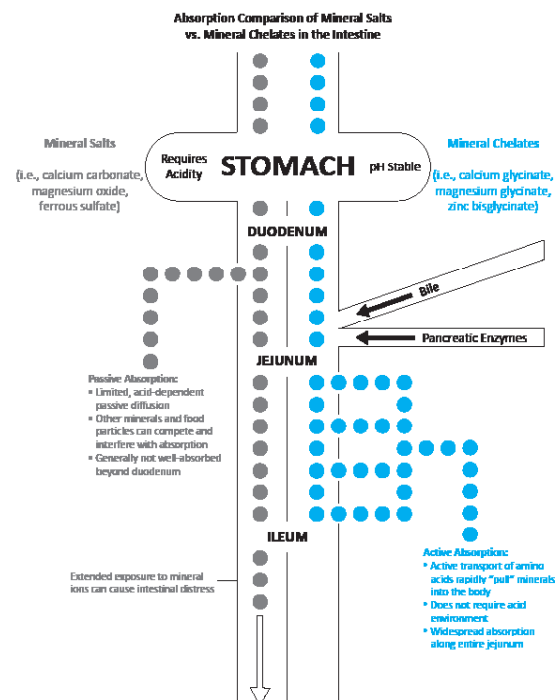 Absorption Comparison of Mineral Salts
vs. Mineral Chelates in the Intestine
Mineral Salts
(i.e., calcium carbonate,
magnesium oxide,
ferrous sulfate)
Requires
Acidity
STOMACH
pH Stable
Mineral Chelates
(i.e., calcium glycinate,
magnesium glycinate,
zinc bisglycinate)
DUODENUM
Bile
Pancreatic Enzymes
JEJUNUM
Passive Absorption:
• Limited, acid-dependent
passive diffusion
• Other minerals and food
particles can compete and
interfere with absorption
• Generally not well-absorbed
beyond duodenum
ILEUM
Active Absorption:
• Active transport of amino
acids rapidly "pull" minerals
into the body
• Does not require acid
environment
• Widespread absorption
along entire jejunum
Extended exposure to mineral
ions can cause intestinal distress